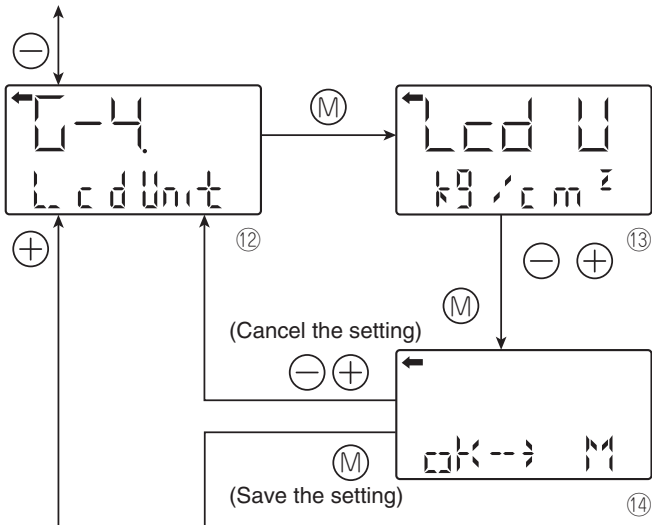 ⊖
G-4.
LcdUnit
⑫
⊕
Ⓜ
Lcd U
kg/cm²
⑬
⊖ ⊕
Ⓜ
(Cancel the setting)
⊖⊕
oK--→ M
⑭
Ⓜ
(Save the setting)